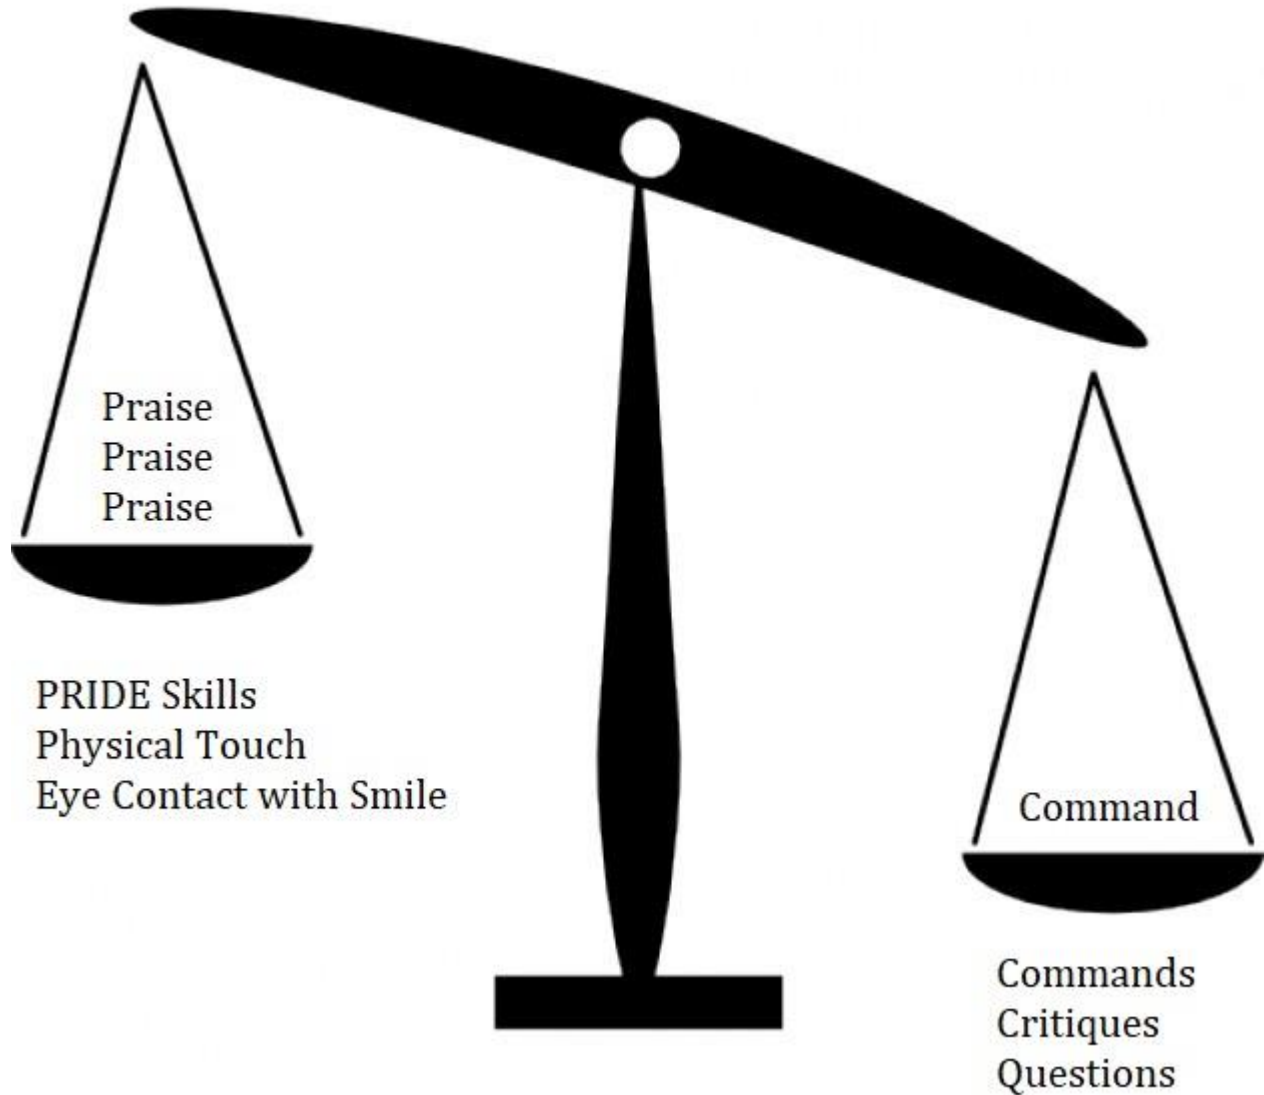 Praise
Praise
Praise
PRIDE Skills
Physical Touch
Eye Contact with Smile
Command
Commands
Critiques
Questions